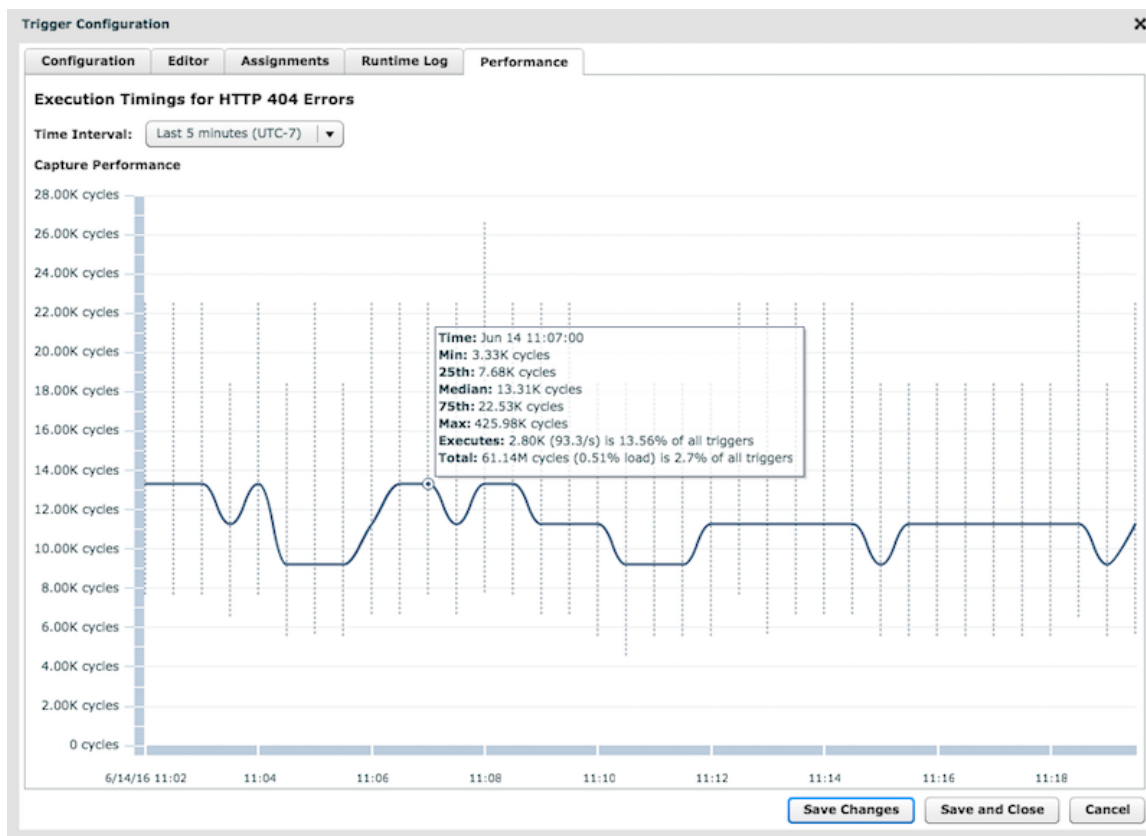 Trigger Configuration
×
Configuration Editor Assignments Runtime Log Performance
Execution Timings for HTTP 404 Errors
Time Interval: Last 5 minutes (UTC-7)
Capture Performance
28.00K cycles
26.00K cycles
24.00K cycles
22.00K cycles
20.00K cycles
18.00K cycles
16.00K cycles
14.00K cycles
12.00K cycles
10.00K cycles
8.00K cycles
6.00K cycles
4.00K cycles
2.00K cycles
0 cycles
Time: Jun 14 11:07:00
Min: 3.33K cycles
25th: 7.68K cycles
Median: 13.31K cycles
75th: 22.53K cycles
Max: 425.98K cycles
Executes: 2.80K (93.3/s) is 13.56% of all triggers
Total: 61.14M cycles (0.51% load) is 2.7% of all triggers
6/14/16 11:02 11:04 11:06 11:08 11:10 11:12 11:14 11:16 11:18
Save Changes Save and Close Cancel